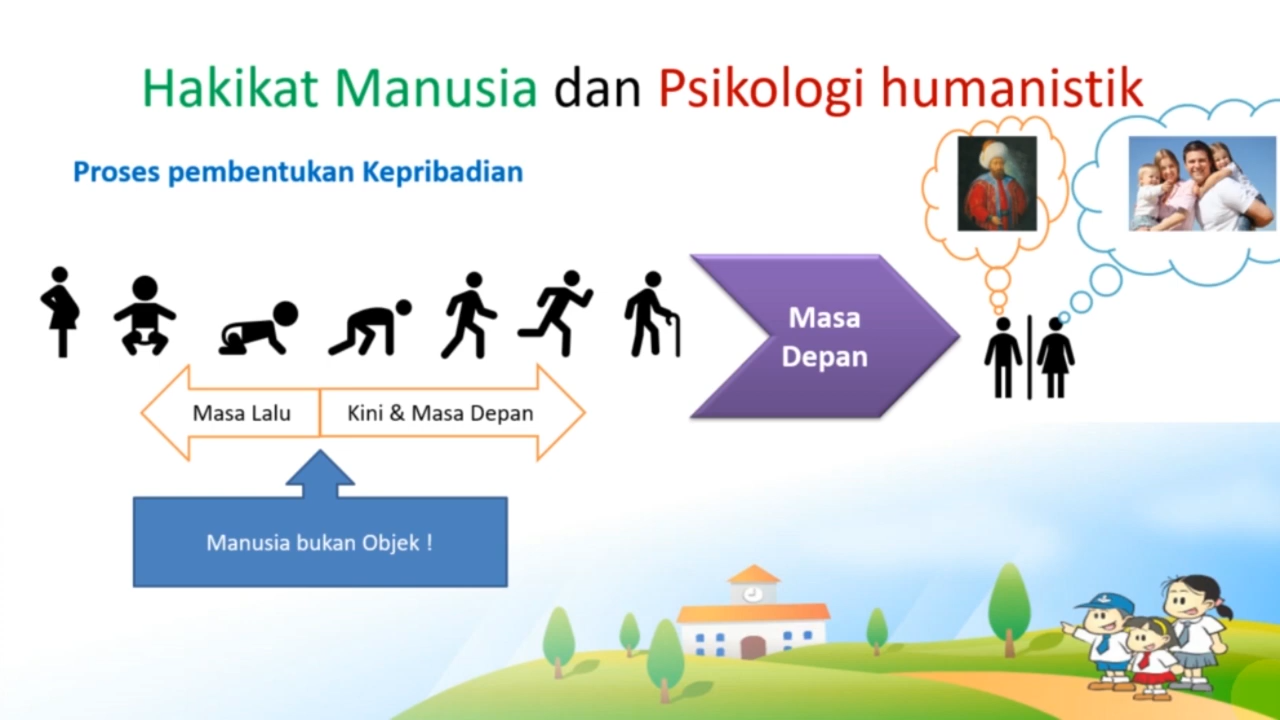 Hakikat Manusia dan Psikologi humanistik
Proses pembentukan Kepribadian
Masa
Depan
Masa Lalu
Kini & Masa Depan
Manusia bukan Objek !